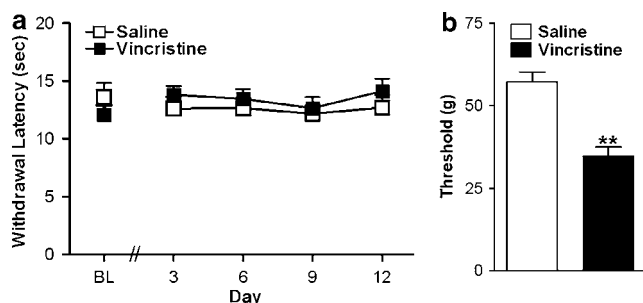 a
Withdrawal Latency (sec)
20
15
10
5
0
Saline
Vincristine
BL
//
3
6
9
12
Day
b
Threshold (g)
75
50
25
0
Saline
Vincristine
**